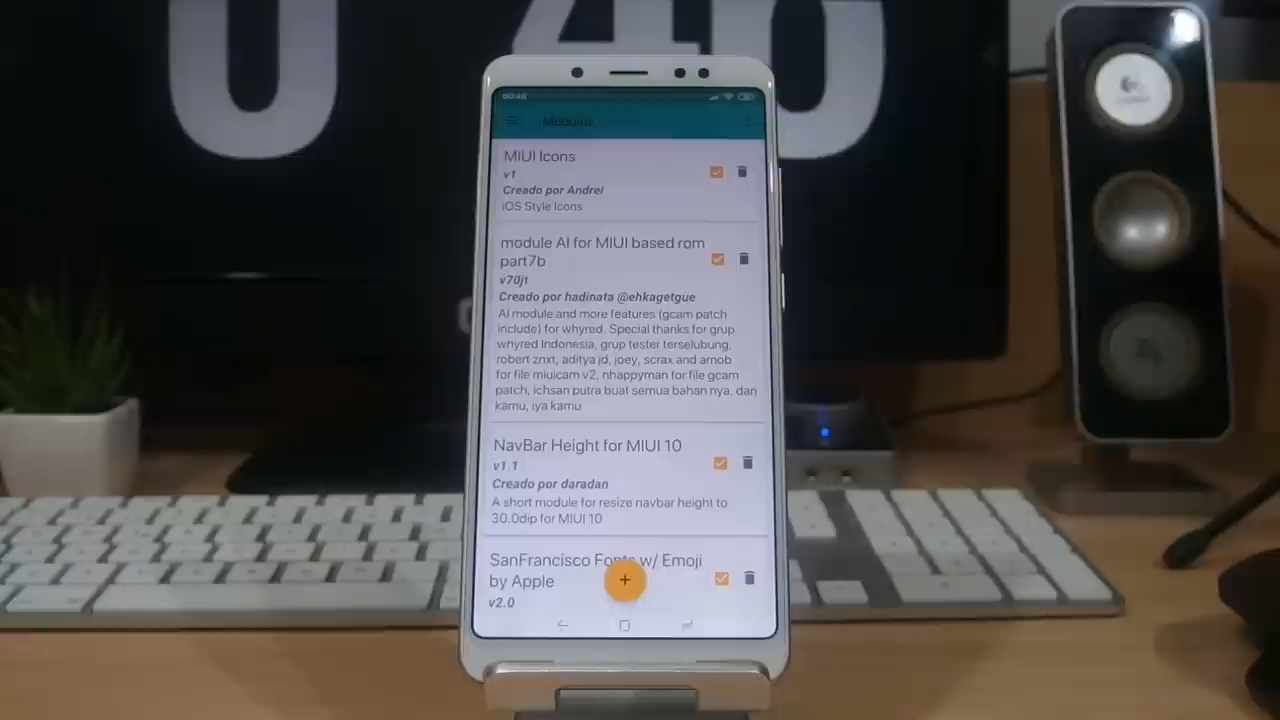 0 46
00:46
Modulos
MIUI Icons
v1
Creado por Andrei
iOS Style Icons
module AI for MIUI based rom
part7b
v70jt
Creado por hadinata @ehkagetgue
AI module and more features (gcam patch
include) for whyred. Special thanks for grup
whyred Indonesia, grup tester terselubung,
robert znxt, aditya jd, joey, scrax and arnob
for file miuicam v2, nhappyman for file gcam
patch, ichsan putra buat semua bahan nya, dan
kamu, iya kamu
NavBar Height for MIUI 10
v1.1
Creado por daradan
A short module for resize navbar height to
30.0dip for MIUI 10
SanFrancisco Fonts w/ Emoji
by Apple
v2.0